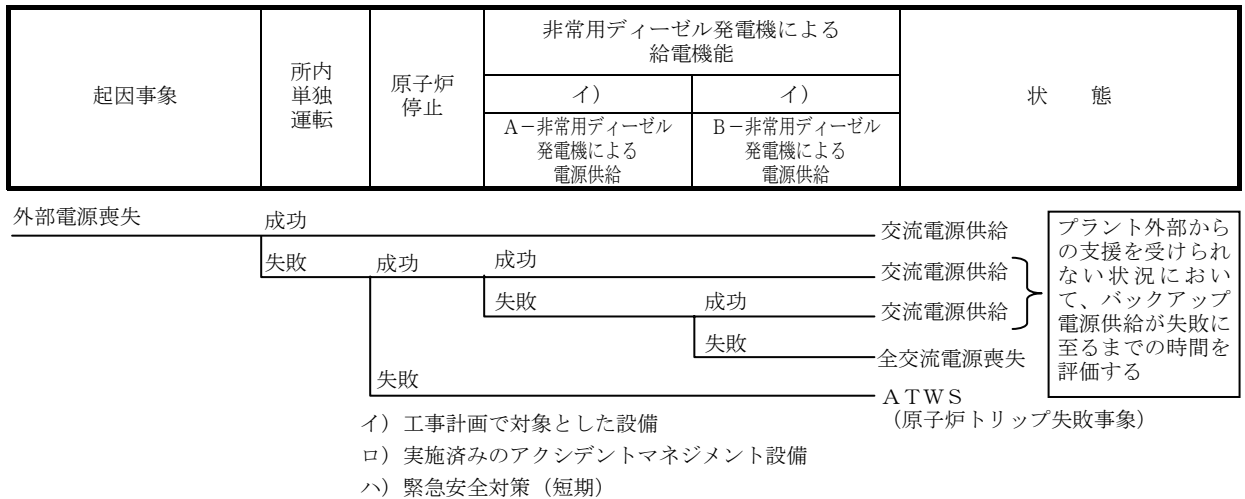 起因事象
所内
単独
運転
原子炉
停止
非常用ディーゼル発電機による
給電機能
イ）
イ）
A－非常用ディーゼル
発電機による
電源供給
B－非常用ディーゼル
発電機による
電源供給
状　　態
外部電源喪失
成功
交流電源供給
失敗
成功
成功
交流電源供給
失敗
成功
交流電源供給
失敗
全交流電源喪失
失敗
ＡＴＷＳ
（原子炉トリップ失敗事象）
プラント外部から
の支援を受けられ
ない状況におい
て、バックアップ
電源供給が失敗に
至るまでの時間を
評価する
イ）工事計画で対象とした設備
ロ）実施済みのアクシデントマネジメント設備
ハ）緊急安全対策（短期）